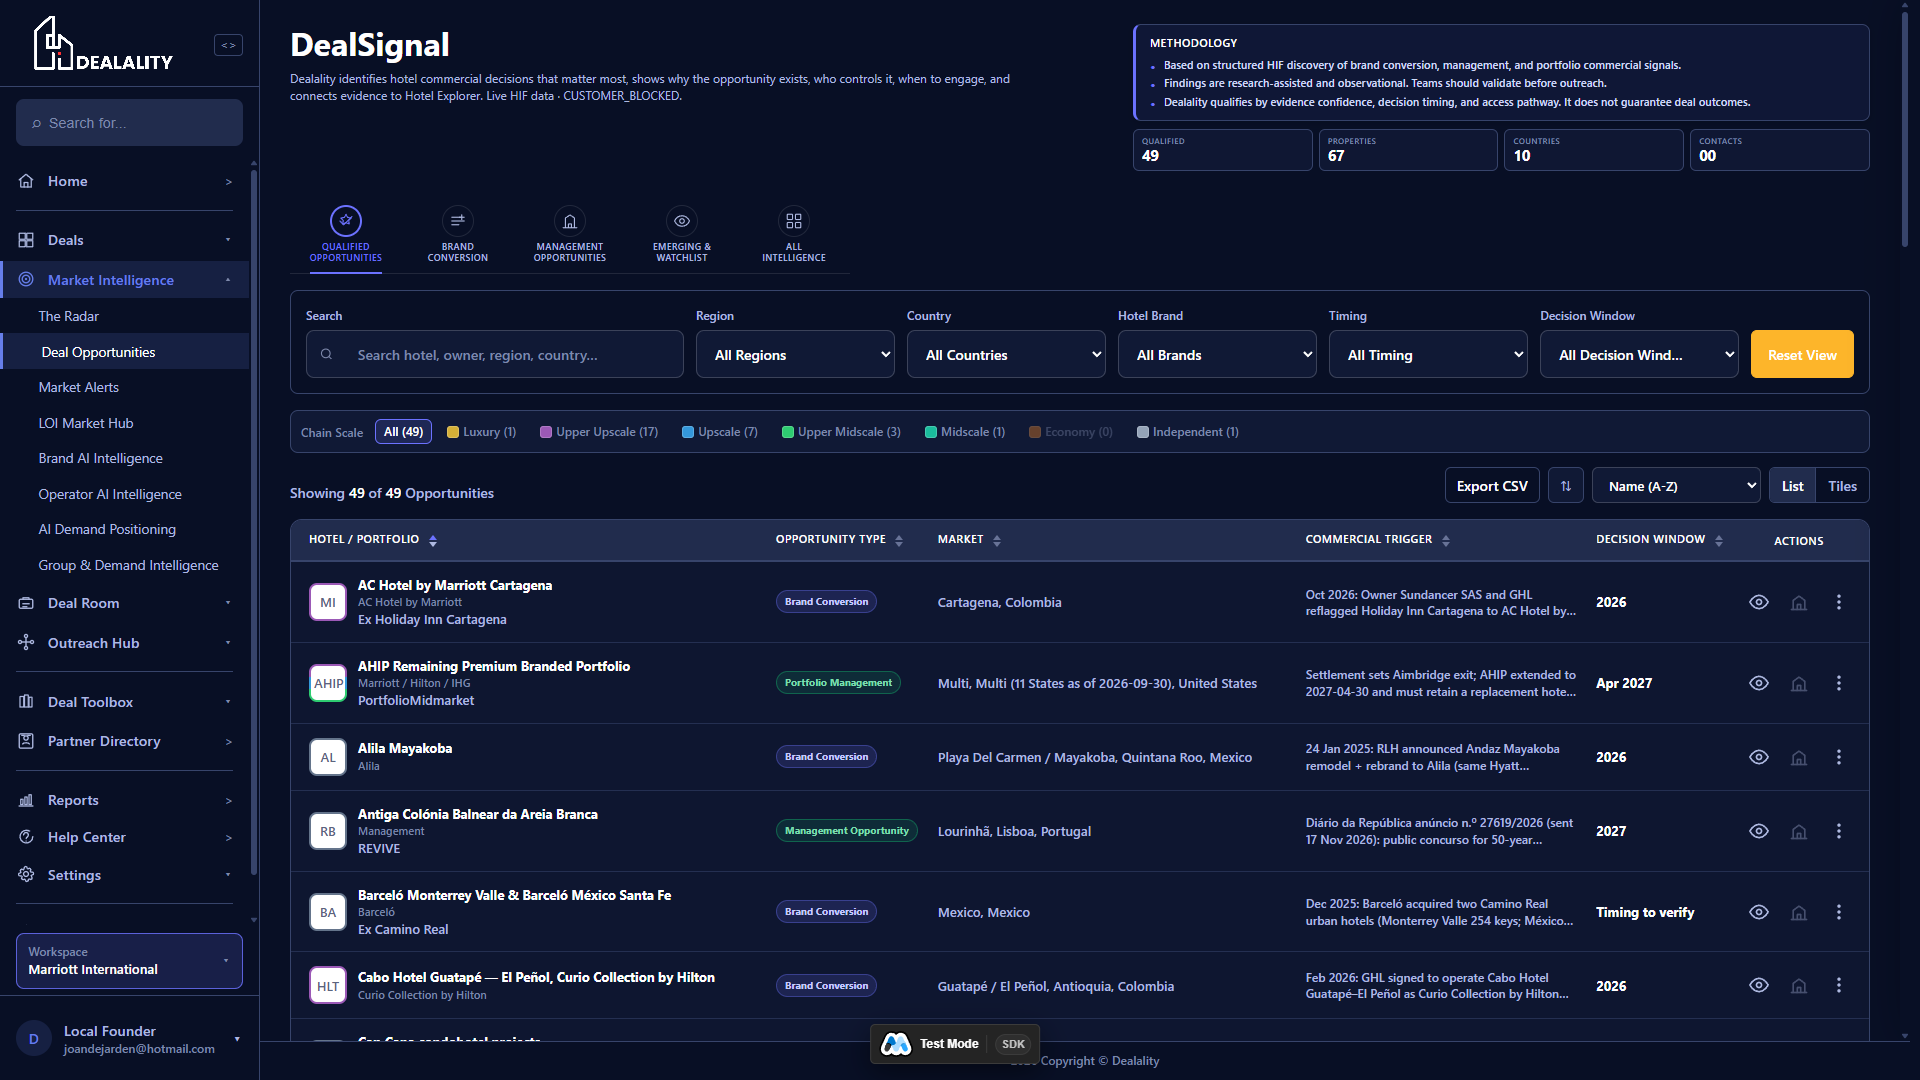 DEALALITY
<>
Search for...
Home
Deals
Market Intelligence
The Radar
Deal Opportunities
Market Alerts
LOI Market Hub
Brand AI Intelligence
Operator AI Intelligence
AI Demand Positioning
Group & Demand Intelligence
Deal Room
Outreach Hub
Deal Toolbox
Partner Directory
Reports
Help Center
Settings
Workspace
Marriott International
D
Local Founder
joandejarden@hotmail.com
DealSignal
Dealality identifies hotel commercial decisions that matter most, shows why the opportunity exists, who controls it, when to engage, and
connects evidence to Hotel Explorer. Live HIF data · CUSTOMER_BLOCKED.
METHODOLOGY
• Based on structured HIF discovery of brand conversion, management, and portfolio commercial signals.
• Findings are research-assisted and observational. Teams should validate before outreach.
• Dealality qualifies by evidence confidence, decision timing, and access pathway. It does not guarantee deal outcomes.
QUALIFIED
49
PROPERTIES
67
COUNTRIES
10
CONTACTS
00
QUALIFIED
OPPORTUNITIES
BRAND
CONVERSION
MANAGEMENT
OPPORTUNITIES
EMERGING &
WATCHLIST
ALL
INTELLIGENCE
Search
Search hotel, owner, region, country...
Region
All Regions
Country
All Countries
Hotel Brand
All Brands
Timing
All Timing
Decision Window
All Decision Wind...
Reset View
Chain Scale All (49) Luxury (1) Upper Upscale (17) Upscale (7) Upper Midscale (3) Midscale (1) Economy (0) Independent (1)
Showing 49 of 49 Opportunities
Export CSV
Name (A-Z)
List Tiles
HOTEL / PORTFOLIO OPPORTUNITY TYPE MARKET COMMERCIAL TRIGGER DECISION WINDOW ACTIONS
MI
AC Hotel by Marriott Cartagena
AC Hotel by Marriott
Ex Holiday Inn Cartagena
Brand Conversion
Cartagena, Colombia
Oct 2026: Owner Sundancer SAS and GHL
reflagged Holiday Inn Cartagena to AC Hotel by...
2026
AHIP
AHIP Remaining Premium Branded Portfolio
Marriott / Hilton / IHG
PortfolioMidmarket
Portfolio Management
Multi, Multi (11 States as of 2026-09-30), United States
Settlement sets Aimbridge exit; AHIP extended to
2027-04-30 and must retain a replacement hote...
Apr 2027
AL
Alila Mayakoba
Alila
Brand Conversion
Playa Del Carmen / Mayakoba, Quintana Roo, Mexico
24 Jan 2025: RLH announced Andaz Mayakoba
remodel + rebrand to Alila (same Hyatt...
2026
RB
Antiga Colónia Balnear da Areia Branca
Management
REVIVE
Management Opportunity
Lourinhã, Lisboa, Portugal
Diário da República anúncio n.º 27619/2026 (sent
17 Nov 2026): public concurso for 50-year...
2027
BA
Barceló Monterrey Valle & Barceló México Santa Fe
Barceló
Ex Camino Real
Brand Conversion
Mexico, Mexico
Dec 2025: Barceló acquired two Camino Real
urban hotels (Monterrey Valle 254 keys; México...
Timing to verify
HLT
Cabo Hotel Guatapé — El Peñol, Curio Collection by Hilton
Curio Collection by Hilton
Brand Conversion
Guatapé / El Peñol, Antioquia, Colombia
Feb 2026: GHL signed to operate Cabo Hotel
Guatapé–El Peñol as Curio Collection by Hilton...
2026
Test Mode SDK
Copyright © Dealality